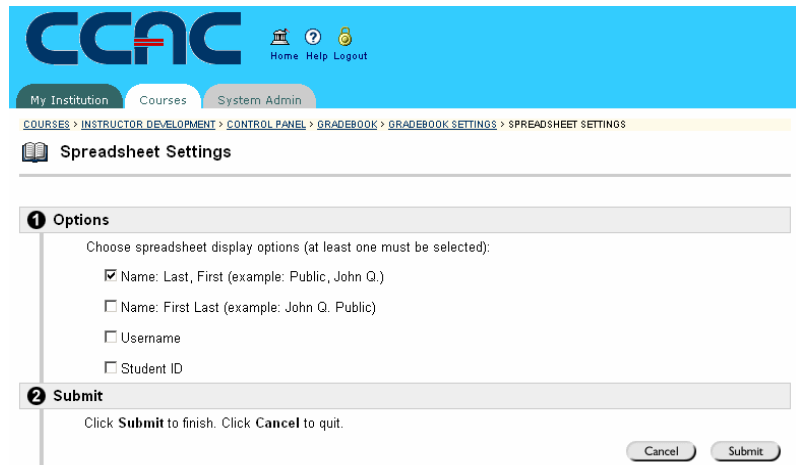 CCAC
Home Help Logout
My Institution Courses System Admin
COURSES > INSTRUCTOR DEVELOPMENT > CONTROL PANEL > GRADEBOOK > GRADEBOOK SETTINGS > SPREADSHEET SETTINGS
Spreadsheet Settings
1 Options
Choose spreadsheet display options (at least one must be selected):
Name: Last, First (example: Public, John Q.)
Name: First Last (example: John Q. Public)
Username
Student ID
2 Submit
Click Submit to finish. Click Cancel to quit.
Cancel Submit